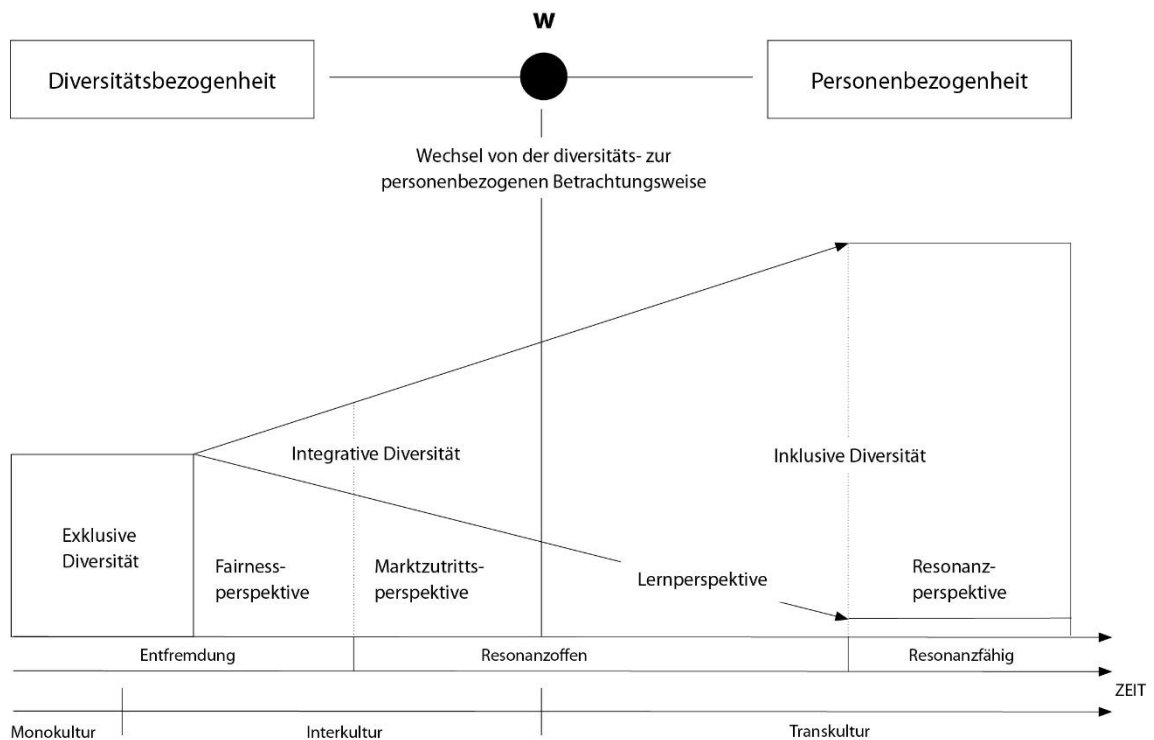 W
Diversitätsbezogenheit
Personenbezogenheit
Wechsel von der diversitäts- zur
personenbezogenen Betrachtungsweise
Integrative Diversität
Inklusive Diversität
Exklusive
Diversität
Fairness-
perspektive
Marktzutritts-
perspektive
Lernperspektive
Resonanz-
perspektive
Entfremdung
Resonanzoffen
Resonanzfähig
ZEIT
Monokultur
Interkultur
Transkultur